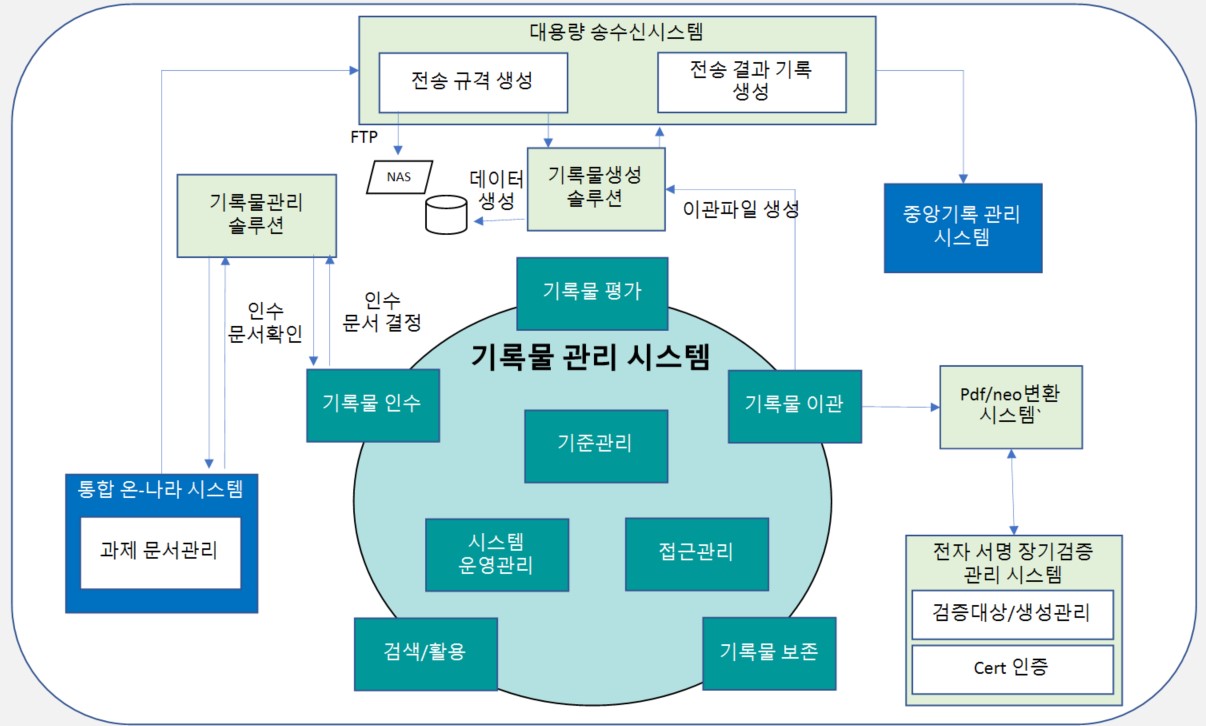 대용량 송수신시스템
전송 규격 생성
전송 결과 기록
생성
FTP
NAS
데이터
생성
기록물생성
솔루션
이관파일 생성
기록물관리
솔루션
중앙기록 관리
시스템
인수
문서확인
인수
문서 결정
기록물 평가
기록물 관리 시스템
기록물 인수
기록물 이관
Pdf/neo변환
시스템`
기준관리
통합 온-나라 시스템
과제 문서관리
시스템
운영관리
접근관리
전자 서명 장기검증
관리 시스템
검증대상/생성관리
Cert 인증
검색/활용
기록물 보존